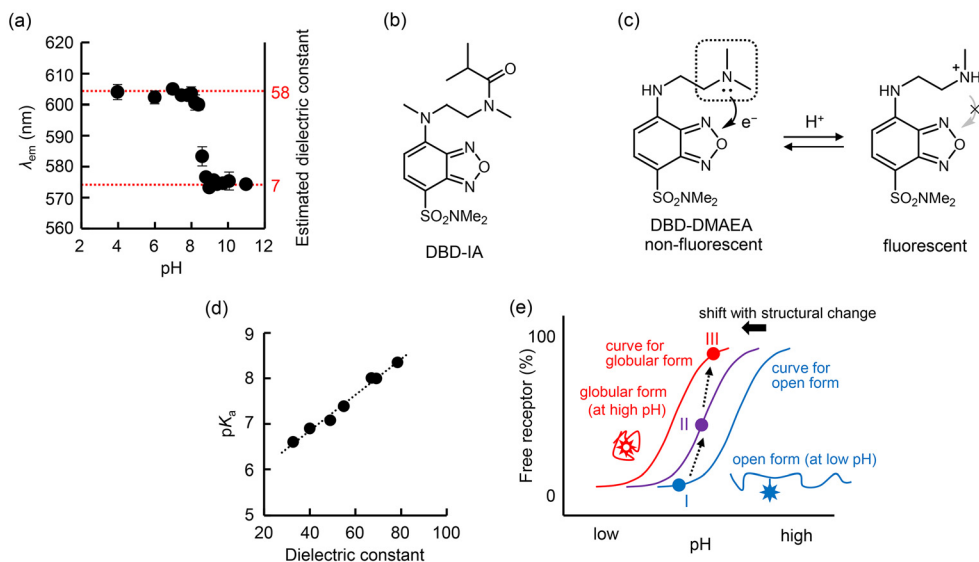 (a)
620
610
600
590
580
570
560
λem (nm)
2 4 6 8 10 12
pH
58
7
Estimated dielectric constant
(b)
O
N
N
N
O
N
SO2NMe2
DBD-IA
(c)
N
HN
e−
N
O
N
SO2NMe2
DBD-DMAEA
non-fluorescent
H+
+
NH
×
HN
N
O
N
SO2NMe2
fluorescent
(d)
9
8
7
6
5
pKa
20 40 60 80 100
Dielectric constant
(e)
100
0
Free receptor (%)
shift with structural change
curve for
globular form
III
globular form
(at high pH)
II
curve for
open form
open form (at low pH)
I
low
pH
high